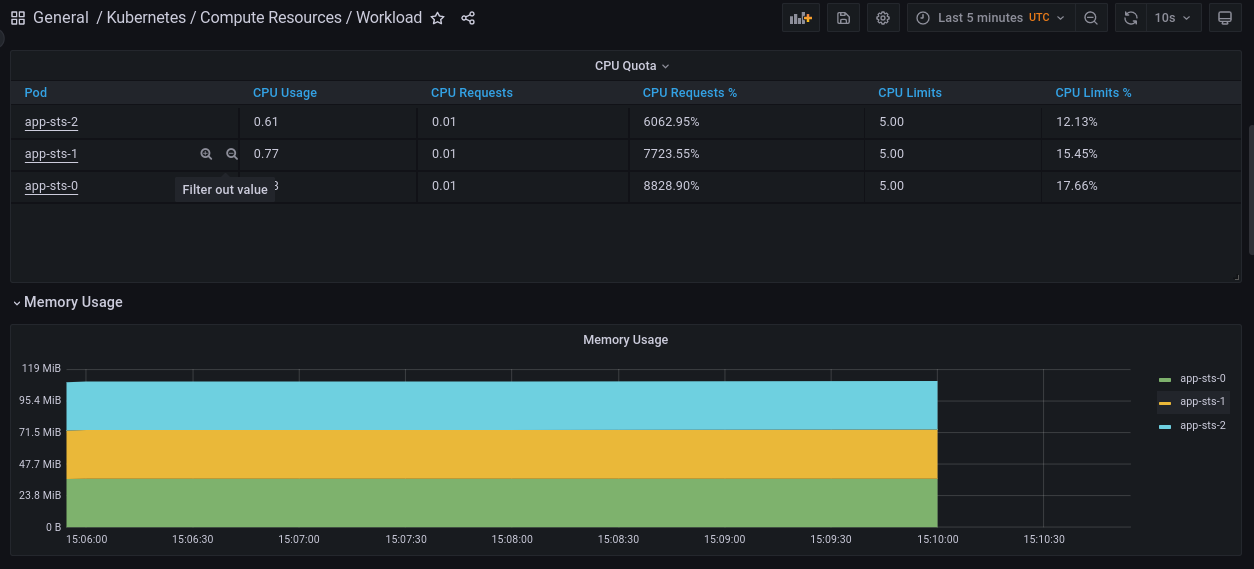 General / Kubernetes / Compute Resources / Workload Last 5 minutes UTC 10s
CPU Quota
Pod CPU Usage CPU Requests CPU Requests % CPU Limits CPU Limits %
app-sts-2 0.61 0.01 6062.95% 5.00 12.13%
app-sts-1 0.77 0.01 7723.55% 5.00 15.45%
app-sts-0 0.01 8828.90% 5.00 17.66%
Filter out value
Memory Usage
Memory Usage
119 MiB
95.4 MiB
71.5 MiB
47.7 MiB
23.8 MiB
0 B
15:06:00 15:06:30 15:07:00 15:07:30 15:08:00 15:08:30 15:09:00 15:09:30 15:10:00 15:10:30
app-sts-0
app-sts-1
app-sts-2